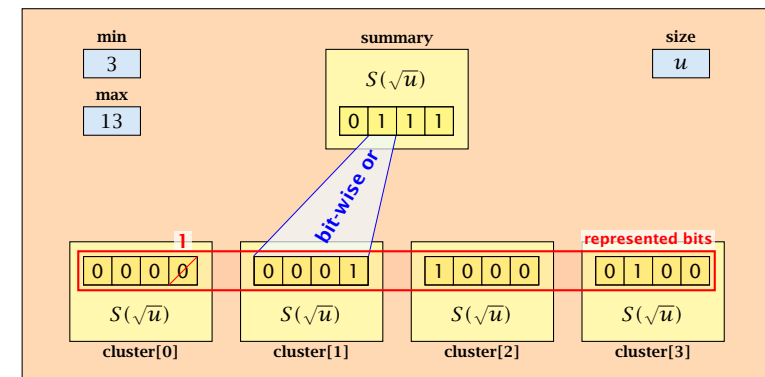 min
summary
size
3
S(√u)
u
max
13
0 1 1 1
bit-wise or
1
represented bits
0 0 0 0
0 0 0 1
1 0 0 0
0 1 0 0
S(√u)
S(√u)
S(√u)
S(√u)
cluster[0]
cluster[1]
cluster[2]
cluster[3]